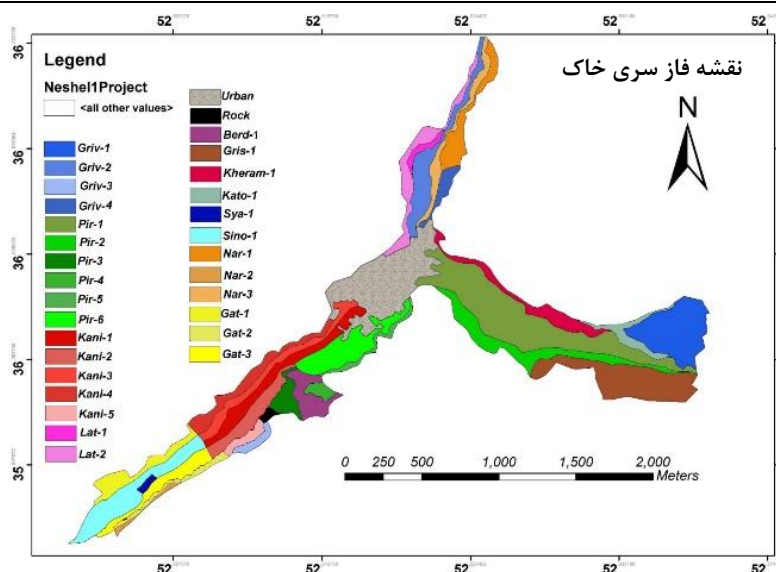 52 52 52 52
نقشه فاز سری خاک
N
36
36
36
36
35
Legend
Neshel1Project
<all other values>
Griv-1
Griv-2
Griv-3
Griv-4
Pir-1
Pir-2
Pir-3
Pir-4
Pir-5
Pir-6
Kani-1
Kani-2
Kani-3
Kani-4
Kani-5
Lat-1
Lat-2
Urban
Rock
Berd-1
Gris-1
Kheram-1
Kato-1
Sya-1
Sino-1
Nar-1
Nar-2
Nar-3
Gat-1
Gat-2
Gat-3
0 250 500 1,000 1,500 2,000
Meters
52 52 52 52 52